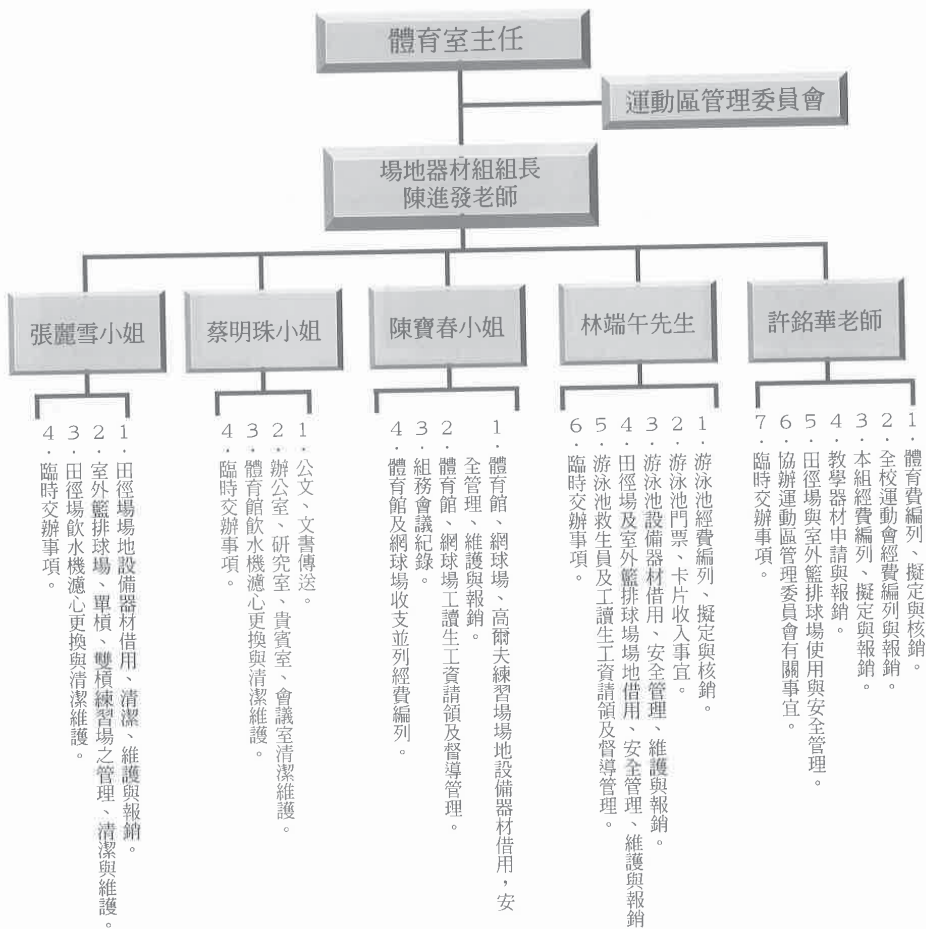 體育室主任
運動區管理委員會
場地器材組組長
陳進發老師
張麗雪小姐
蔡明珠小姐
陳寶春小姐
林端午先生
許銘華老師
1.體育費編列、擬定與核銷。
2.全校運動會經費編列與報銷。
3.本組經費編列、擬定與報銷。
4.教學器材申請與報銷。
5.田徑場與室外籃排球場使用與安全管理。
6.協辦運動區管理委員會有關事宜。
7.臨時交辦事項。
1.游泳池經費編列、擬定與核銷。
2.游泳池門票、卡片收入事宜。
3.游泳池設備器材借用、安全管理、維護與報銷。
4.田徑場及室外籃排球場場地借用、安全管理、維護與報銷
5.游泳池救生員及工讀生工資請領及督導管理。
6.臨時交辦事項。
1.體育館、網球場、高爾夫練習場場地設備器材借用，安
全管理、維護與報銷。
2.體育館、網球場工讀生工資請領及督導管理。
3.組務會議紀錄。
4.體育館及網球場收支並列經費編列。
1.公文、文書傳送。
2.辦公室、研究室、貴賓室、會議室清潔維護。
3.體育館飲水機濾心更換與清潔維護。
4.臨時交辦事項。
1.田徑場場地設備器材借用、清潔、維護與報銷。
2.室外籃排球場、單槓、雙槓練習場之管理、清潔與維護。
3.田徑場飲水機濾心更換與清潔維護。
4.臨時交辦事項。